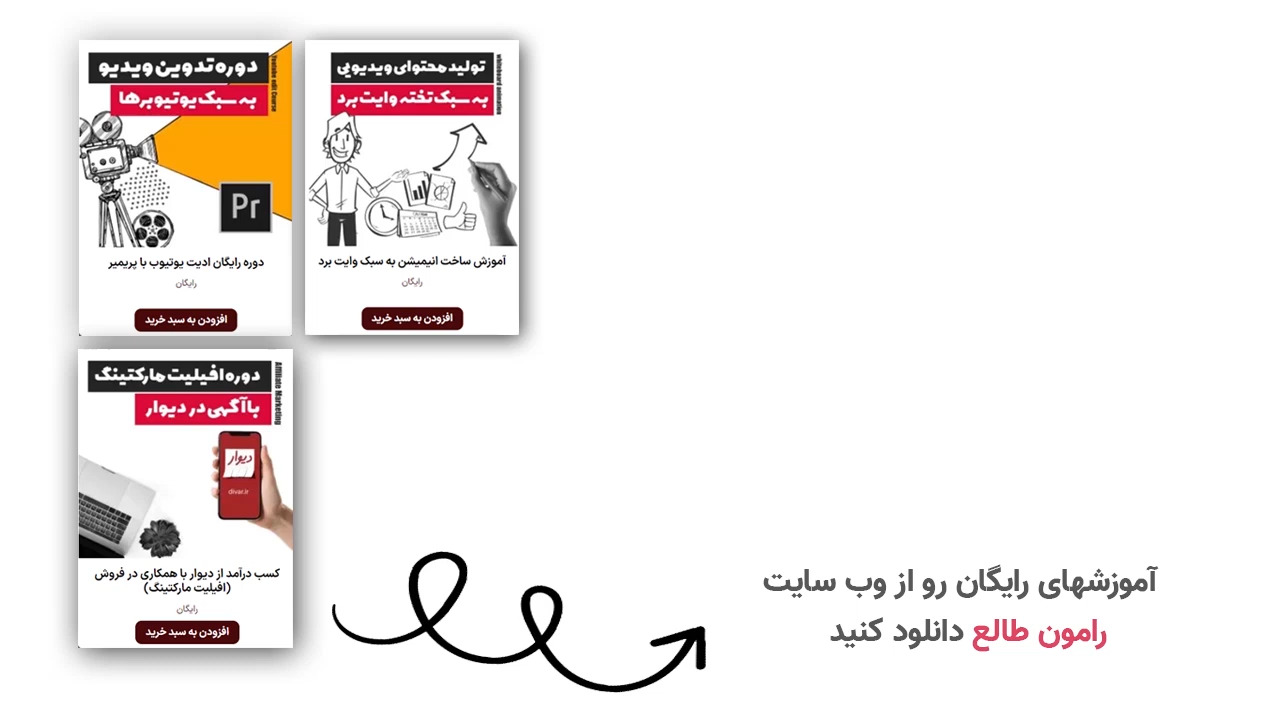 دوره تدوین ویدیو
به سبک یوتیوبرها
Youtube edit Course
Pr
دوره رایگان ادیت یوتیوب با پریمیر
رایگان
افزودن به سبد خرید
تولید محتوای ویدیویی
به سبک تخته وایت برد
whiteboard animation
آموزش ساخت انیمیشن به سبک وایت برد
رایگان
افزودن به سبد خرید
دوره افیلیت مارکتینگ
با آگهی در دیوار
Affiliate Marketing
دیوار
divar.ir
کسب درآمد از دیوار با همکاری در فروش
(افیلیت مارکتینگ)
رایگان
افزودن به سبد خرید
آموزشهای رایگان رو از وب سایت
رامون طالع دانلود کنید